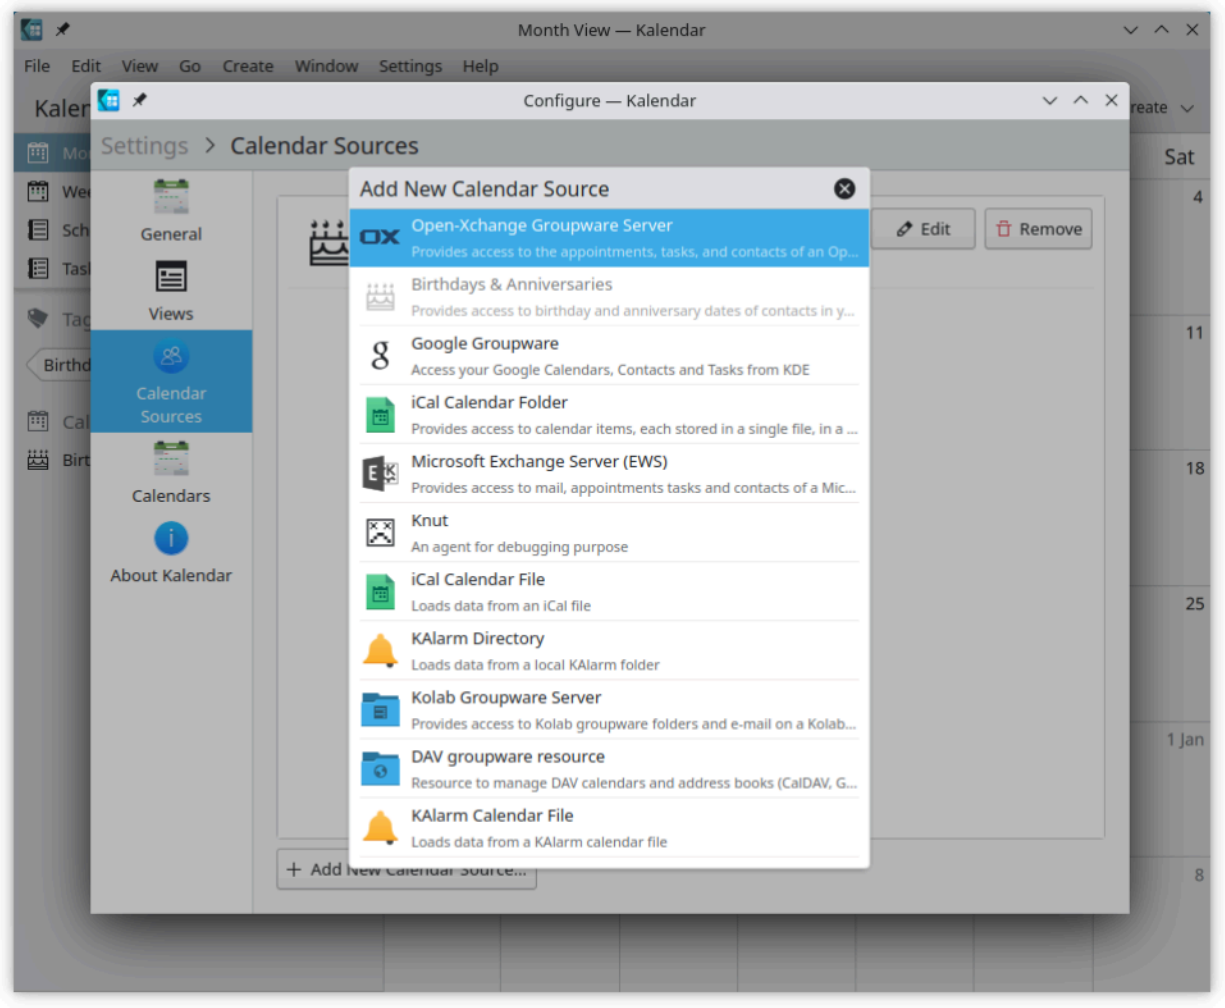 Month View — Kalendar
File Edit View Go Create Window Settings Help
Configure — Kalendar
Settings > Calendar Sources
Sat
Add New Calendar Source
General
Views
Calendar
Sources
Calendars
About Kalendar
OX
Open-Xchange Groupware Server
Provides access to the appointments, tasks, and contacts of an Op...
Edit
Remove
Birthdays & Anniversaries
Provides access to birthday and anniversary dates of contacts in y...
g
Google Groupware
Access your Google Calendars, Contacts and Tasks from KDE
iCal Calendar Folder
Provides access to calendar items, each stored in a single file, in a ...
E K
Microsoft Exchange Server (EWS)
Provides access to mail, appointments tasks and contacts of a Mic...
Knut
An agent for debugging purpose
iCal Calendar File
Loads data from an iCal file
KAlarm Directory
Loads data from a local KAlarm folder
Kolab Groupware Server
Provides access to Kolab groupware folders and e-mail on a Kolab...
DAV groupware resource
Resource to manage DAV calendars and address books (CalDAV, G...
KAlarm Calendar File
Loads data from a KAlarm calendar file
+ Add New Calendar Source...
4
11
18
25
1 Jan
8